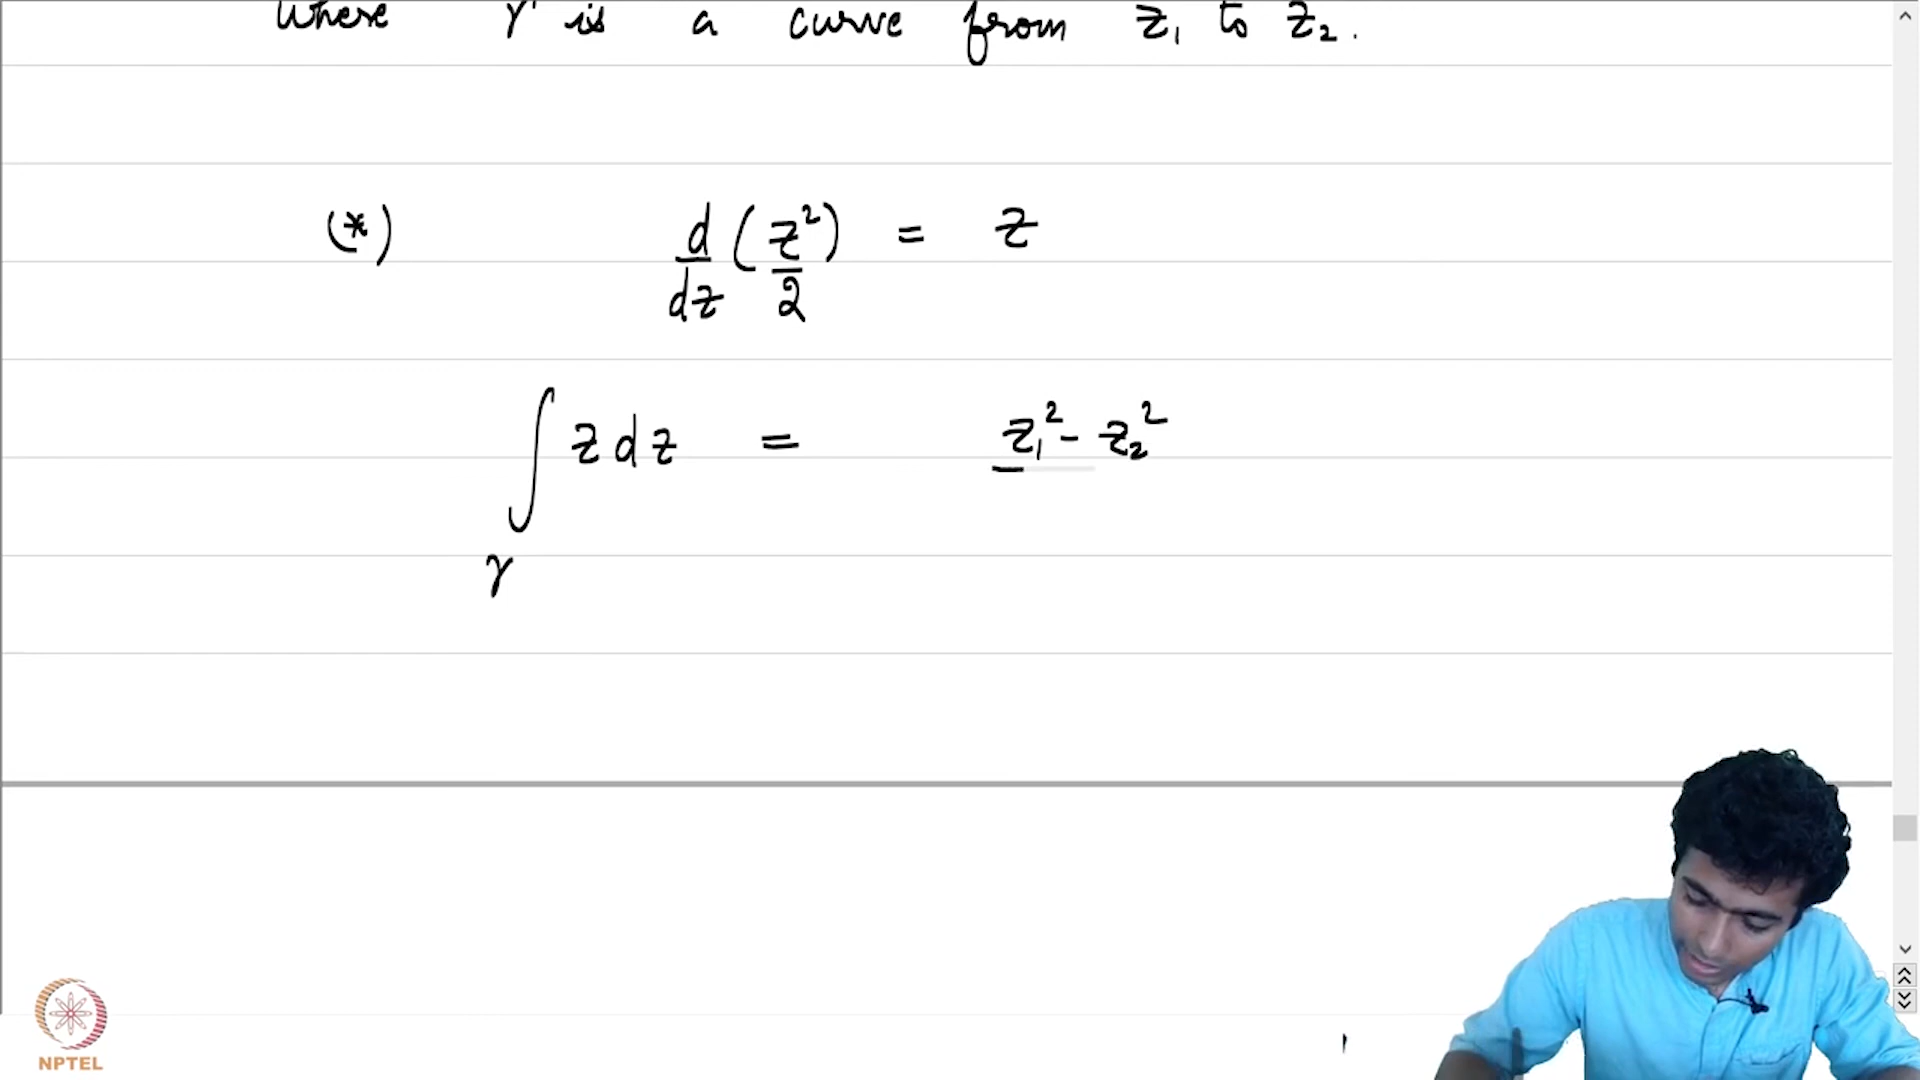 where γ is a curve from z₁ to z₂.
(*) d/dz (z²/2) = z
∫γ z dz = z₁² - z₂²
NPTEL